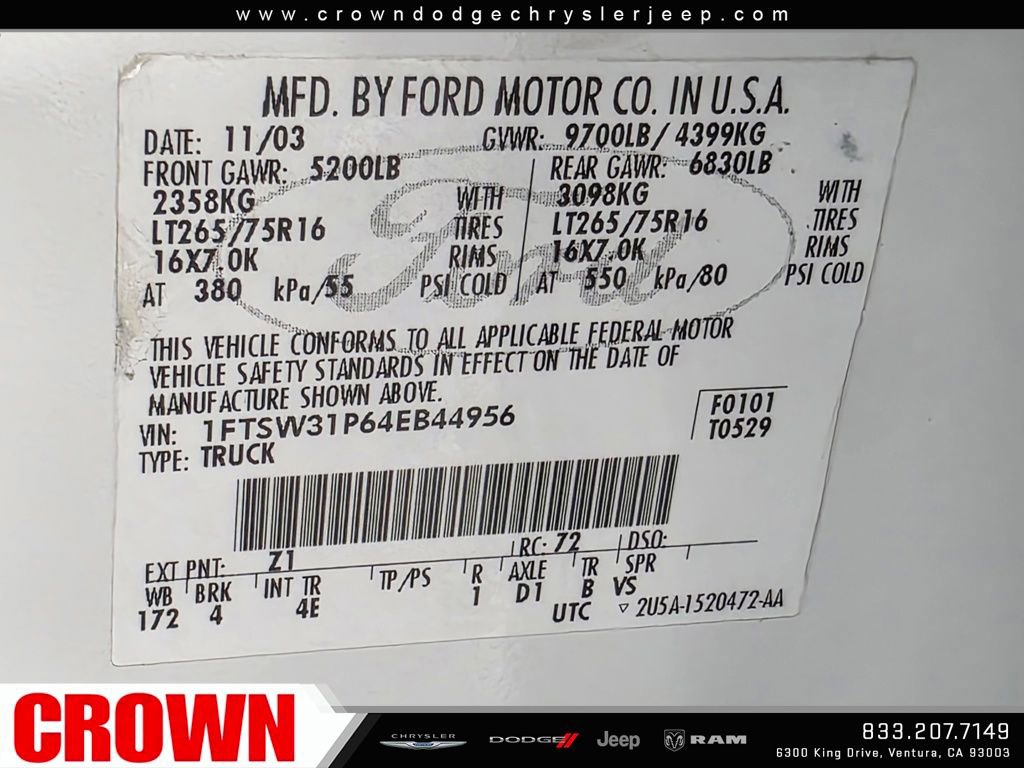 www.crowndodgechryslerjeep.com
MFD. BY FORD MOTOR CO. IN U.S.A.
DATE: 11/03 GVWR: 9700LB/ 4399KG
FRONT GAWR: 5200LB REAR GAWR: 6830LB
2358KG WITH 3098KG WITH
LT265/75R16 TIRES LT265/75R16 TIRES
16X7.0K RIMS 16X7.0K RIMS
AT 380 kPa/55 PSI COLD AT 550 kPa/80 PSI COLD
Ford
THIS VEHICLE CONFORMS TO ALL APPLICABLE FEDERAL MOTOR
VEHICLE SAFETY STANDARDS IN EFFECT ON THE DATE OF
MANUFACTURE SHOWN ABOVE.
VIN: 1FTSW31P64EB44956
TYPE: TRUCK
F0101
T0529
EXT PNT: Z1 RC: 72 DSO:
WB BRK INT TR TP/PS R AXLE TR SPR
172 4 4E 1 D1 B VS
UTC ▽ 2U5A-1520472-AA
CROWN
CHRYSLER DODGE Jeep RAM
833.207.7149
6300 King Drive, Ventura, CA 93003